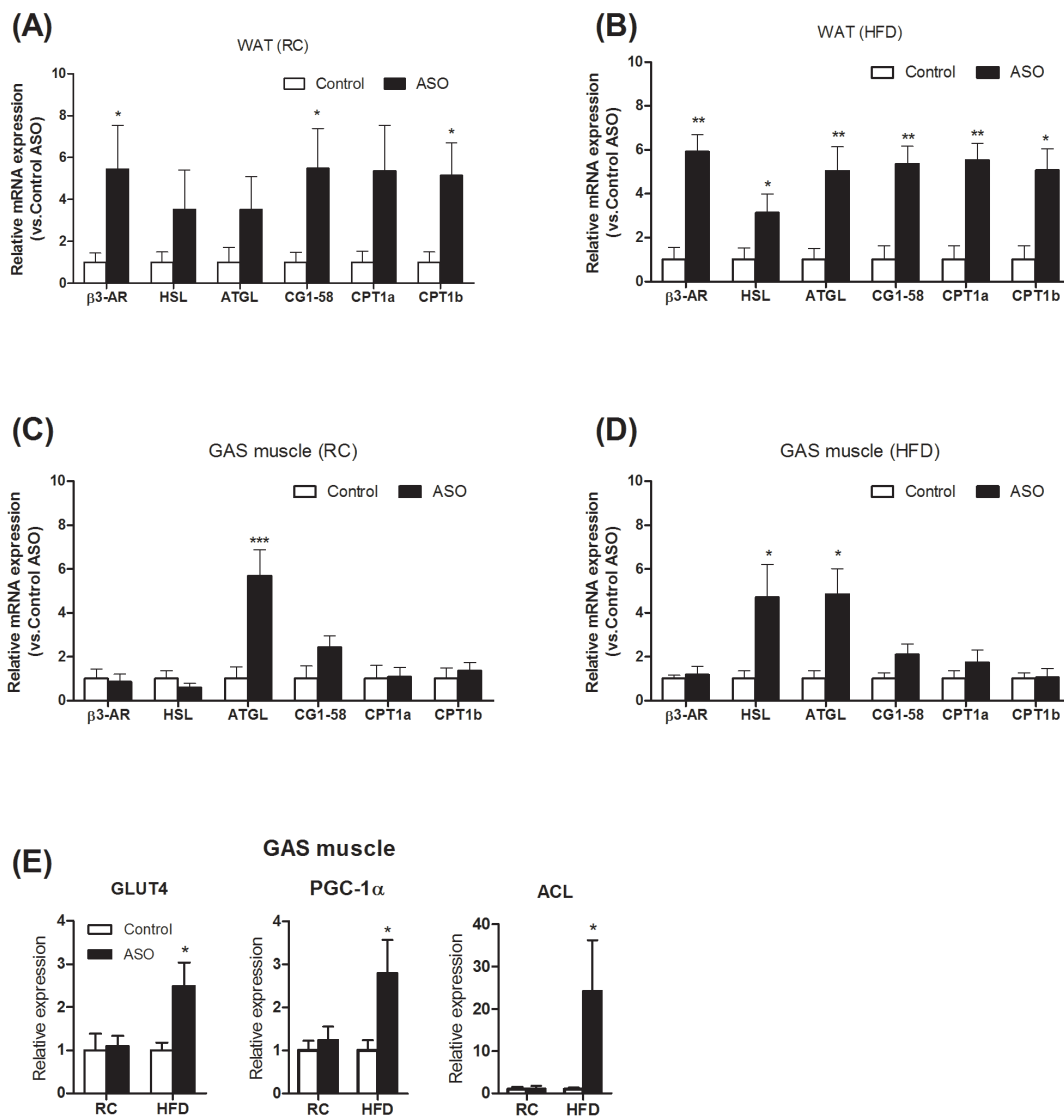 (A)
WAT (RC)
Relative mRNA expression
(vs.Control ASO)
10
8
6
4
2
0
Control ASO
* * *
β3-AR HSL ATGL CG1-58 CPT1a CPT1b
(B)
WAT (HFD)
Relative mRNA expression
(vs.Control ASO)
10
8
6
4
2
0
Control ASO
** * ** ** ** *
β3-AR HSL ATGL CG1-58 CPT1a CPT1b
(C)
GAS muscle (RC)
Relative mRNA expression
(vs.Control ASO)
10
8
6
4
2
0
Control ASO
***
β3-AR HSL ATGL CG1-58 CPT1a CPT1b
(D)
GAS muscle (HFD)
Relative mRNA expression
(vs.Control ASO)
10
8
6
4
2
0
Control ASO
* *
β3-AR HSL ATGL CG1-58 CPT1a CPT1b
(E)
GAS muscle
GLUT4
Relative expression
4
3
2
1
0
Control
ASO
*
RC HFD
PGC-1α
Relative expression
4
3
2
1
0
*
RC HFD
ACL
Relative expression
40
30
20
10
0
*
RC HFD